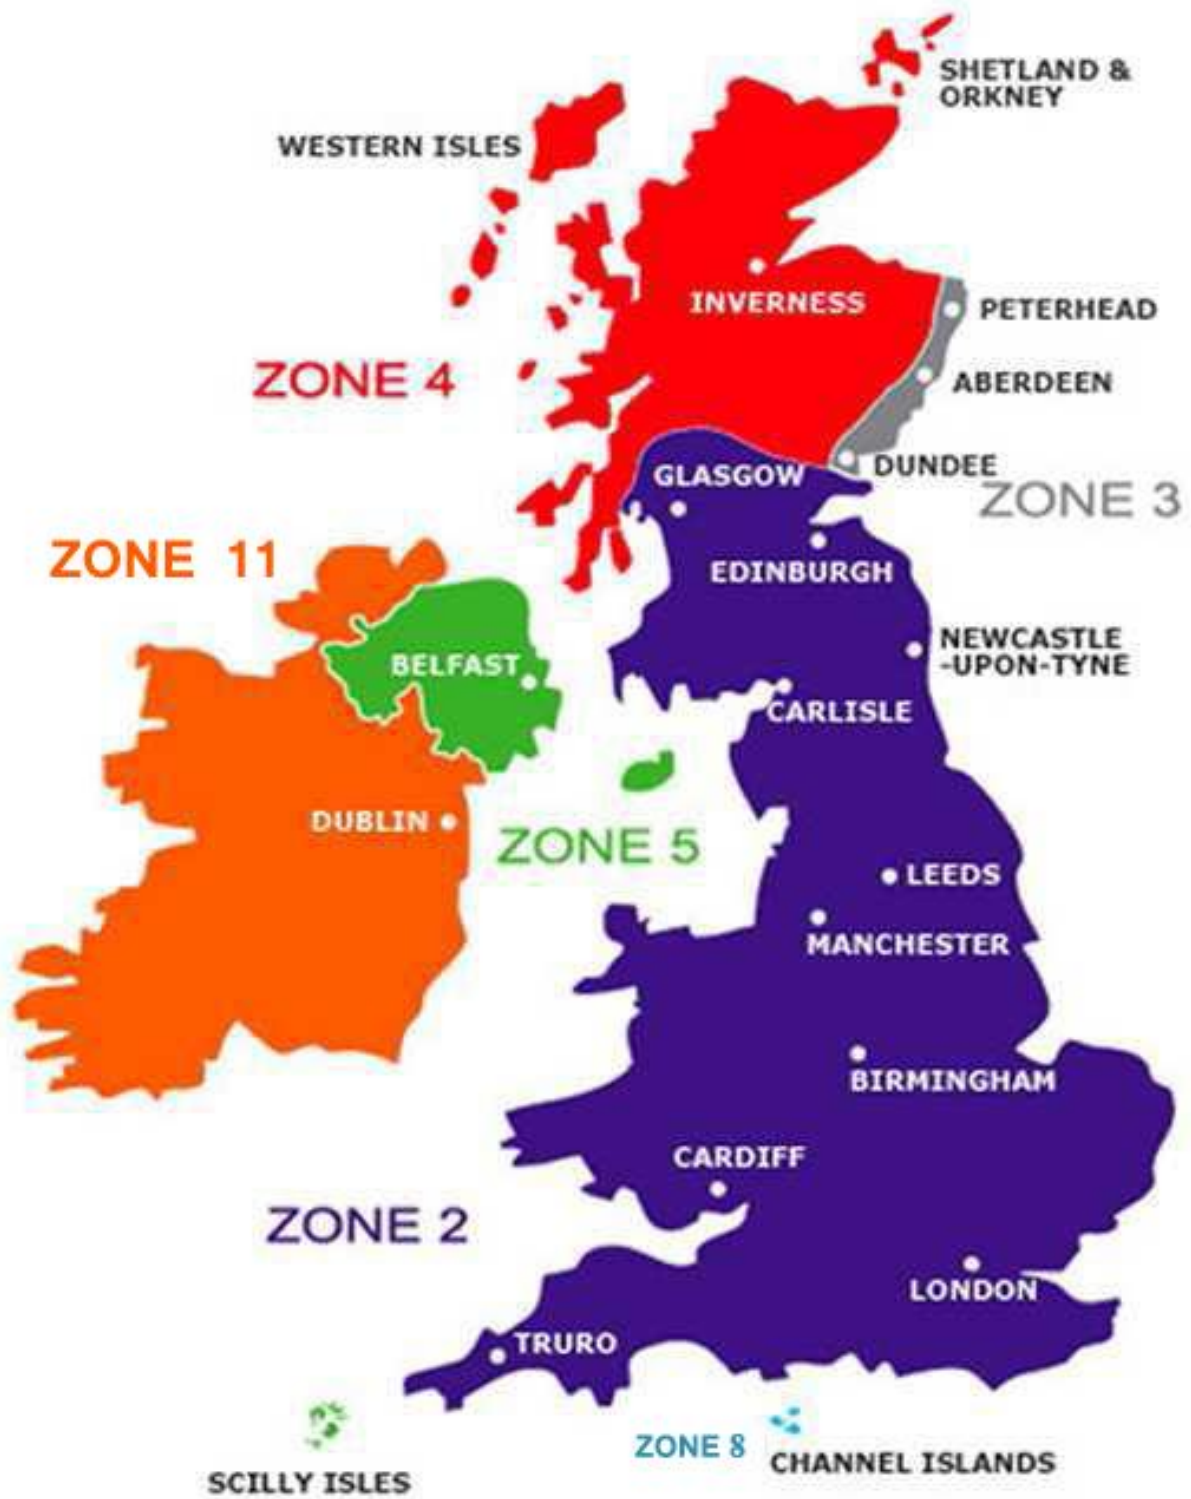 SHETLAND &
ORKNEY
WESTERN ISLES
INVERNESS
PETERHEAD
ZONE 4
ABERDEEN
DUNDEE
GLASGOW
ZONE 3
ZONE 11
EDINBURGH
NEWCASTLE
-UPON-TYNE
BELFAST
CARLISLE
DUBLIN
ZONE 5
LEEDS
MANCHESTER
BIRMINGHAM
CARDIFF
ZONE 2
LONDON
TRURO
ZONE 8
CHANNEL ISLANDS
SCILLY ISLES